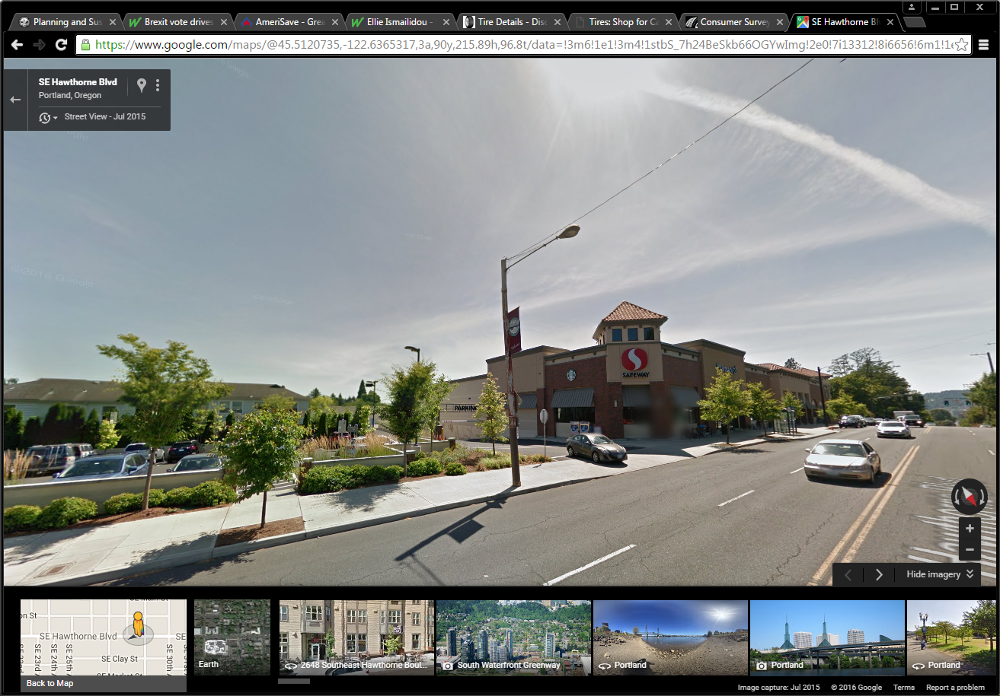 Planning and Sus
Brexit vote drives
AmeriSave - Grea
Ellie Ismailidou -
Tire Details - Disc
Tires: Shop for Ca
Consumer Survey
SE Hawthorne Bl
https://www.google.com/maps/@45.5120735,-122.6365317,3a,90y,215.89h,96.8t/data=!3m6!1e1!3m4!1stbS_7h24BeSkb66OGYwImg!2e0!7i13312!8i6656!6m1!1e
SE Hawthorne Blvd
Portland, Oregon
Street View - Jul 2015
©2016 Google
SAFEWAY
PARKING
Hide imagery
on St
SE Main St
SE Hawthorne Blvd
SE
SE Clay St
SE Market St
SE 23rd A
SE 24th A
SE 25th A
SE 30th A
Back to Map
Earth
2648 Southeast Hawthorne Boul...
South Waterfront Greenway
Portland
Portland
Portland
Image capture: Jul 2015
© 2016 Google
Terms
Report a problem